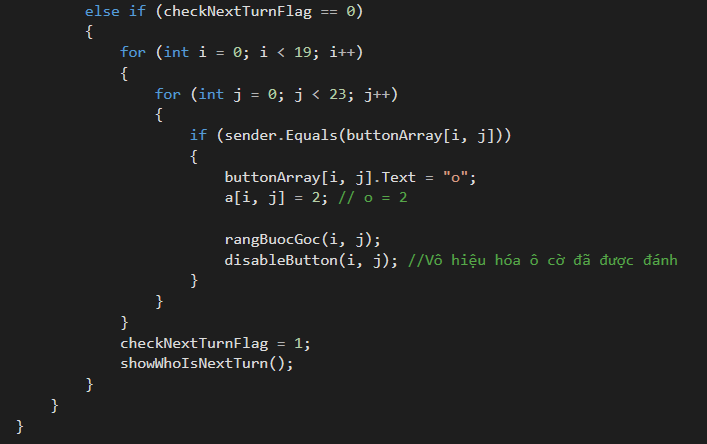 else if (checkNextTurnFlag == 0)
{
for (int i = 0; i < 19; i++)
{
for (int j = 0; j < 23; j++)
{
if (sender.Equals(buttonArray[i, j]))
{
buttonArray[i, j].Text = "o";
a[i, j] = 2; // o = 2
rangBuocGoc(i, j);
disableButton(i, j); //Vô hiệu hóa ô cờ đã được đánh
}
}
}
checkNextTurnFlag = 1;
showWhoIsNextTurn();
}
}
}